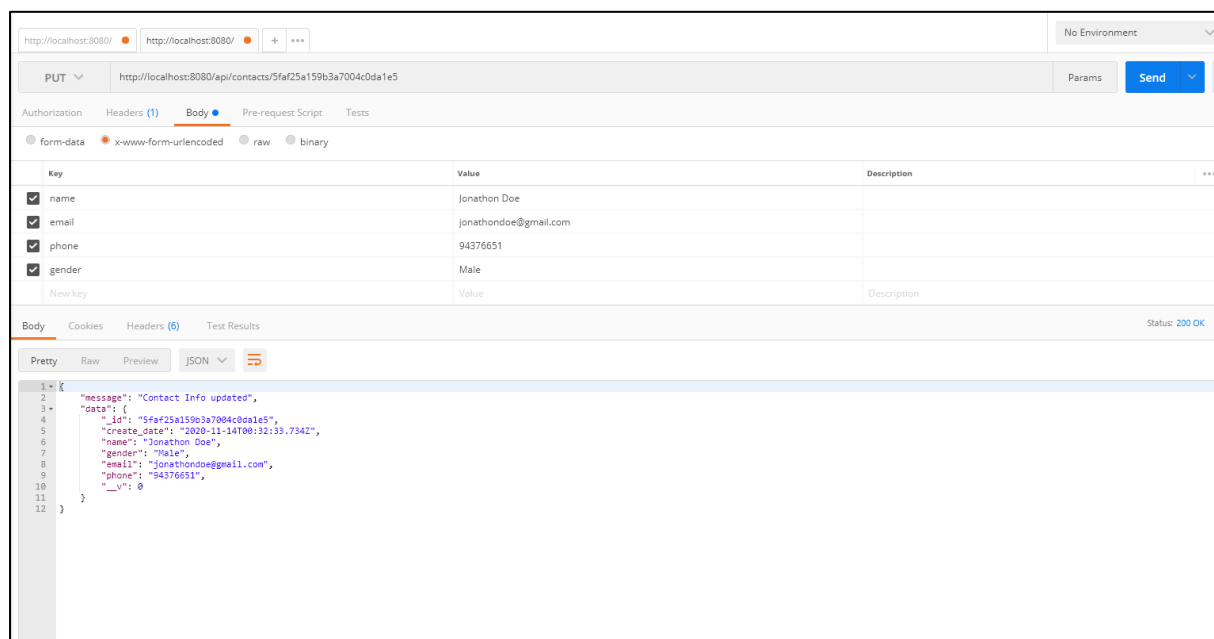 http://localhost:8080/ http://localhost:8080/ + ••• No Environment
PUT http://localhost:8080/api/contacts/5faf25a159b3a7004c0da1e5 Params Send
Authorization Headers (1) Body Pre-request Script Tests
form-data x-www-form-urlencoded raw binary
Key Value Description •••
name Jonathon Doe
email jonathondoe@gmail.com
phone 94376651
gender Male
New key Value Description
Body Cookies Headers (6) Test Results Status: 200 OK
Pretty Raw Preview JSON
1 {
2 "message": "Contact Info updated",
3 "data": {
4 "_id": "5faf25a159b3a7004c0da1e5",
5 "create_date": "2020-11-14T00:32:33.734Z",
6 "name": "Jonathon Doe",
7 "gender": "Male",
8 "email": "jonathondoe@gmail.com",
9 "phone": "94376651",
10 "__v": 0
11 }
12 }